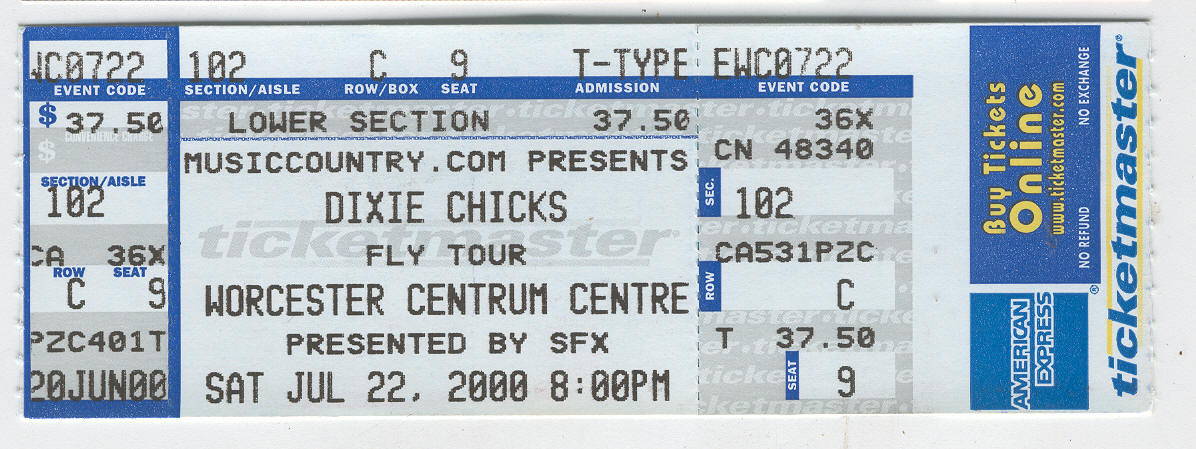 WC0722
EVENT CODE
$ 37.50
CONVENIENCE CHARGE
$
SECTION/AISLE
102
CA 36X
ROW SEAT
C 9
PZC401T
20JUN00
102 C 9 T-TYPE
SECTION/AISLE ROW/BOX SEAT ADMISSION
LOWER SECTION 37.50
MUSICCOUNTRY.COM PRESENTS
DIXIE CHICKS
ticketmaster
FLY TOUR
WORCESTER CENTRUM CENTRE
PRESENTED BY SFX
SAT JUL 22, 2000 8:00PM
EWC0722
EVENT CODE
36X
CN 48340
SEC.
102
CA531PZC
ROW
C
T 37.50
SEAT
9
ticketmaster
Buy Tickets
Online
www.ticketmaster.com
NO REFUND NO EXCHANGE
AMERICAN
EXPRESS
®
ticketmaster®